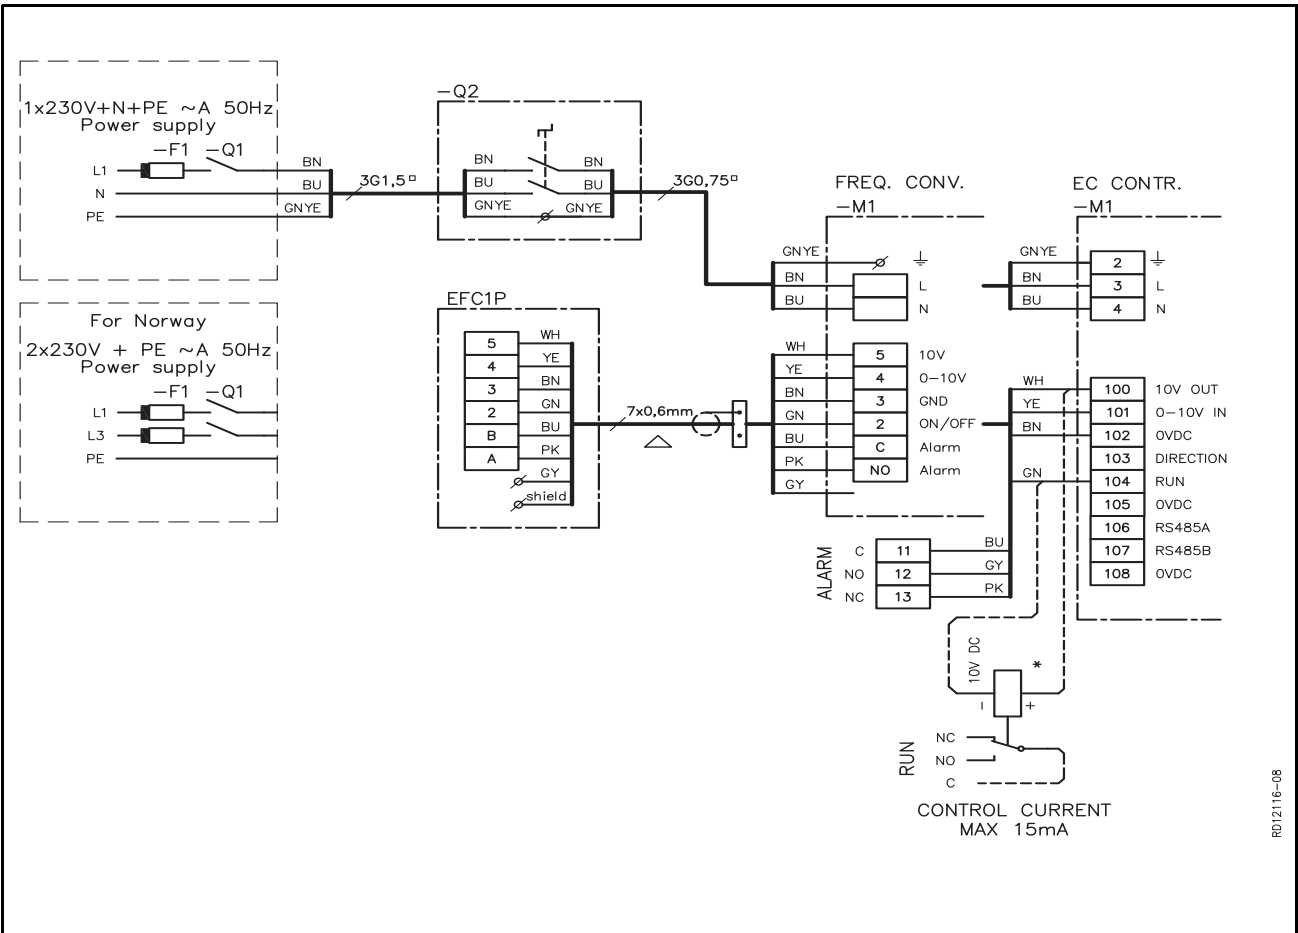 1x230V+N+PE ~A 50Hz
Power supply
-F1 -Q1
L1
N
PE
BN
BU
GNYE
3G1,5▫
-Q2
BN BN
BU BU
GNYE GNYE
3G0,75▫
For Norway
2x230V + PE ~A 50Hz
Power supply
-F1 -Q1
L1
L3
PE
EFC1P
5 WH
4 YE
3 BN
2 GN
B BU
A PK
GY
shield
7x0,6mm
FREQ. CONV.
-M1
GNYE
BN L
BU N
WH 5 10V
YE 4 0-10V
BN 3 GND
GN 2 ON/OFF
BU C Alarm
PK NO Alarm
GY
EC CONTR.
-M1
GNYE 2
BN 3 L
BU 4 N
WH 100 10V OUT
YE 101 0-10V IN
BN 102 0VDC
103 DIRECTION
GN 104 RUN
105 0VDC
106 RS485A
107 RS485B
108 0VDC
ALARM
C 11 BU
NO 12 GY
NC 13 PK
10V DC
*
- +
RUN
NC
NO
C
CONTROL CURRENT
MAX 15mA
RD12116-08